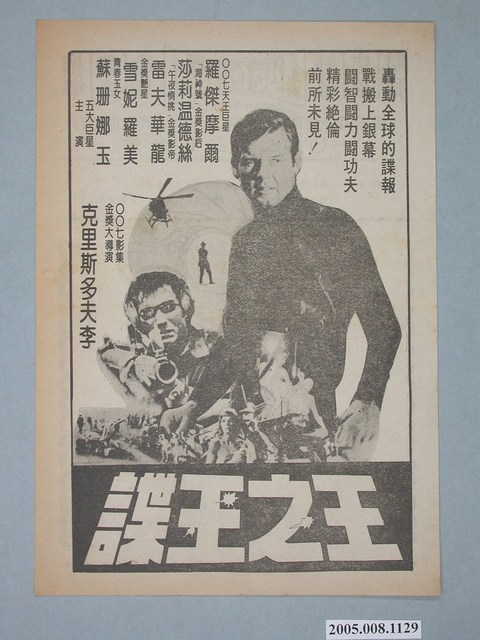 轟動全球的諜報
戰搬上銀幕
鬪智鬪力鬪功夫
精彩絕倫
前所未見！
〇〇七天王巨星
羅傑摩爾
「海神號」金獎影后
莎莉溫德絲
「午夜情挑」金獎影帝
雷夫華龍
金獎艷星
雪妮羅美
青春玉女
蘇珊娜玉
五大巨星
主演
〇〇七影集
金獎大導演
克里斯多夫李
諜王之王
2005.008.1129